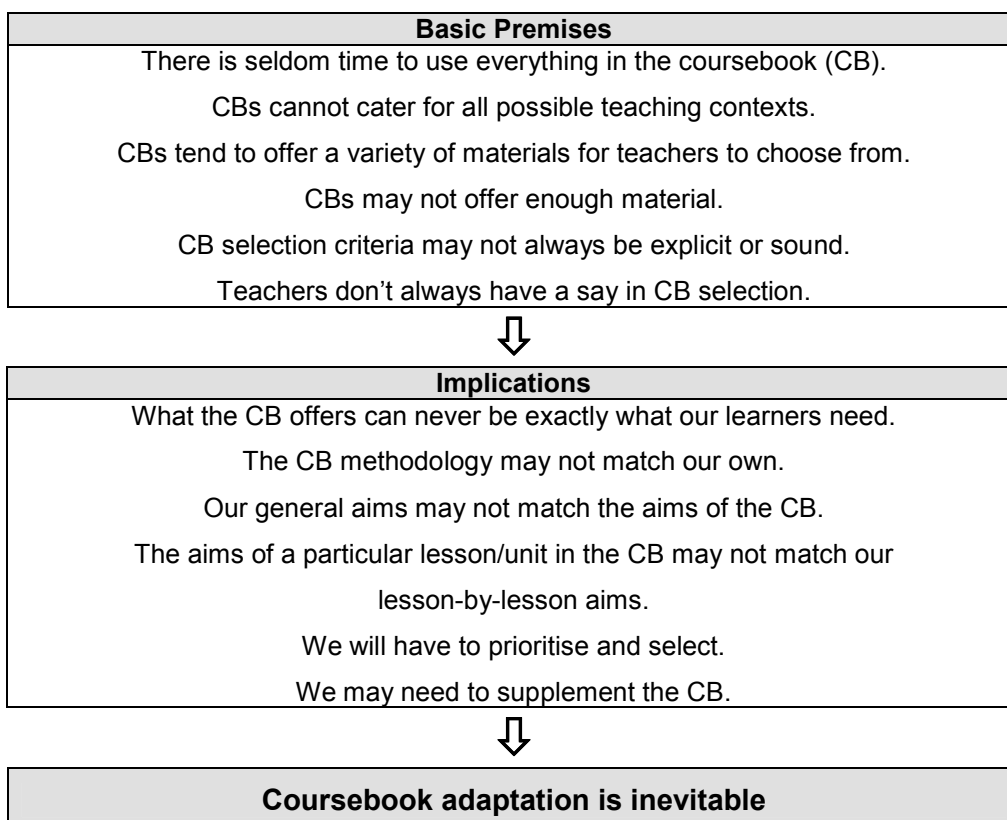 Basic Premises
There is seldom time to use everything in the coursebook (CB).
CBs cannot cater for all possible teaching contexts.
CBs tend to offer a variety of materials for teachers to choose from.
CBs may not offer enough material.
CB selection criteria may not always be explicit or sound.
Teachers don’t always have a say in CB selection.
Implications
What the CB offers can never be exactly what our learners need.
The CB methodology may not match our own.
Our general aims may not match the aims of the CB.
The aims of a particular lesson/unit in the CB may not match our
lesson-by-lesson aims.
We will have to prioritise and select.
We may need to supplement the CB.
Coursebook adaptation is inevitable